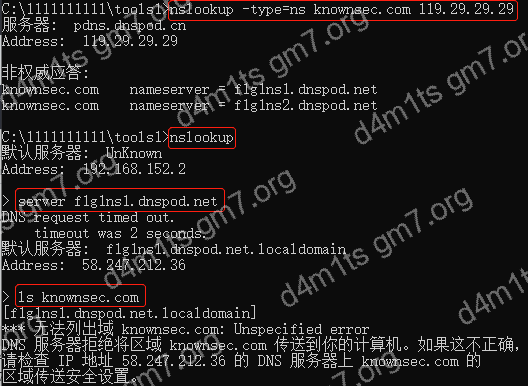 C:\1111111111\tools1>nslookup -type=ns knownsec.com 119.29.29.29
服务器:  pdns.dnspod.cn
Address:  119.29.29.29
非权威应答:
knownsec.com    nameserver = f1g1ns1.dnspod.net
knownsec.com    nameserver = f1g1ns2.dnspod.net
C:\1111111111\tools1>nslookup
默认服务器:  UnKnown
Address:  192.168.152.2
> server f1g1ns1.dnspod.net
DNS request timed out.
    timeout was 2 seconds.
默认服务器:  f1g1ns1.dnspod.net.localdomain
Address:  58.247.212.36
> ls knownsec.com
[f1g1ns1.dnspod.net.localdomain]
*** 无法列出域 knownsec.com: Unspecified error
DNS 服务器拒绝将区域 knownsec.com 传送到你的计算机。如果这不正确,
请检查 IP 地址 58.247.212.36 的 DNS 服务器上 knownsec.com 的
区域传送安全设置。
d4m1ts gm7.org
d4m1ts gm7.org
d4m1ts gm7.org
d4m1ts gm7.org